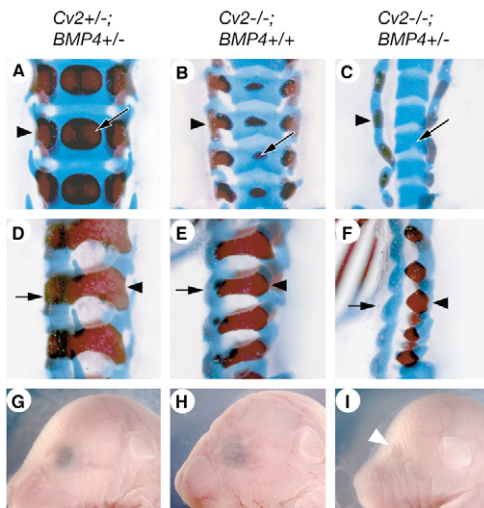 Cv2+/-; Cv2-/-; Cv2-/-;
BMP4+/- BMP4+/+ BMP4+/-
A B C
D E F
G H I